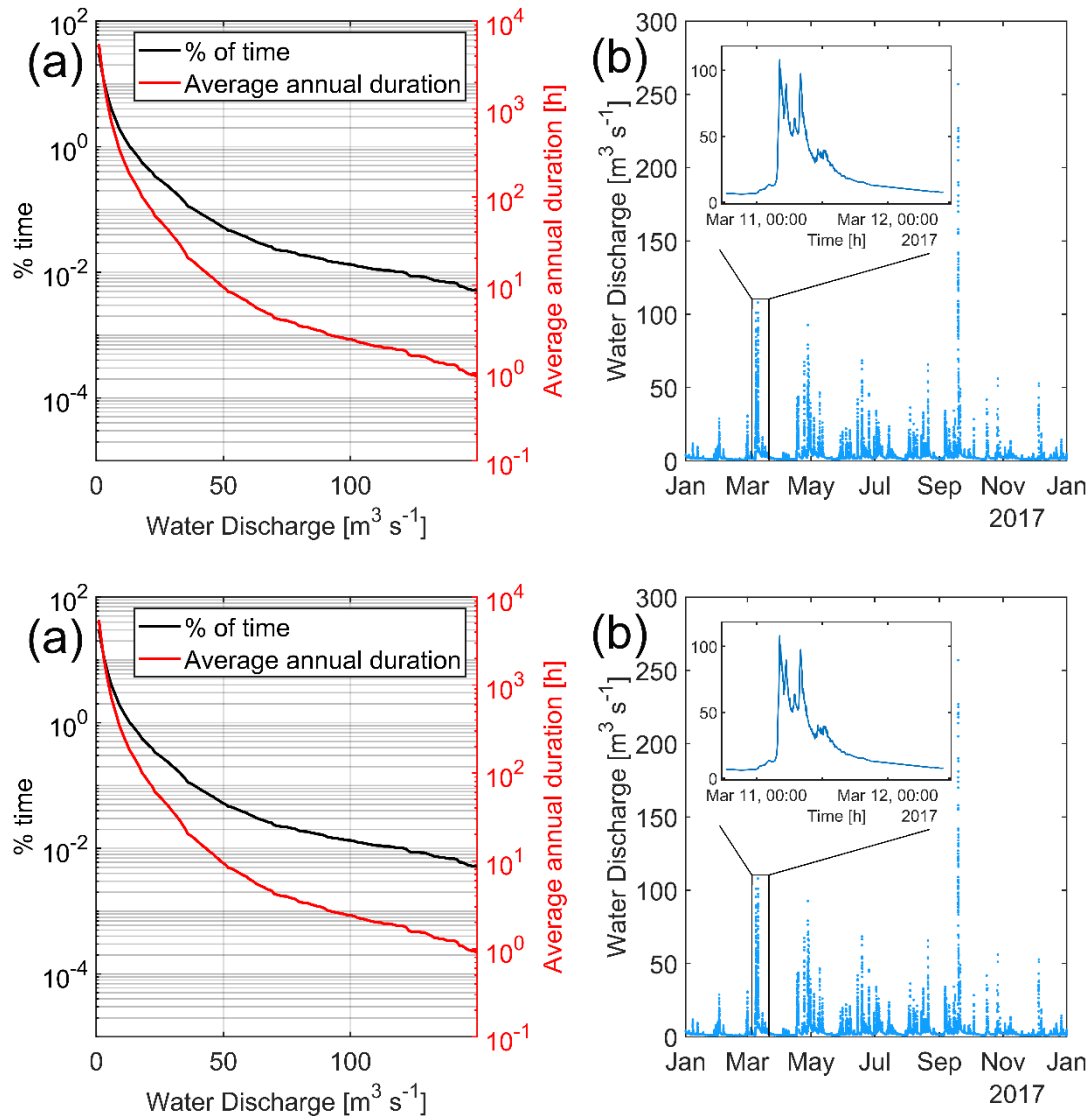 (a)
% of time
Average annual duration
10^2
10^0
10^-2
10^-4
% time
10^4
10^3
10^2
10^1
10^0
10^-1
Average annual duration [h]
0
50
100
Water Discharge [m^3 s^-1]
(b)
300
250
200
150
100
50
0
Water Discharge [m^3 s^-1]
100
50
0
Mar 11, 00:00
Mar 12, 00:00
Time [h]
2017
Jan
Mar
May
Jul
Sep
Nov
Jan
2017
(a)
% of time
Average annual duration
10^2
10^0
10^-2
10^-4
% time
10^4
10^3
10^2
10^1
10^0
10^-1
Average annual duration [h]
0
50
100
Water Discharge [m^3 s^-1]
(b)
300
250
200
150
100
50
0
Water Discharge [m^3 s^-1]
100
50
0
Mar 11, 00:00
Mar 12, 00:00
Time [h]
2017
Jan
Mar
May
Jul
Sep
Nov
Jan
2017